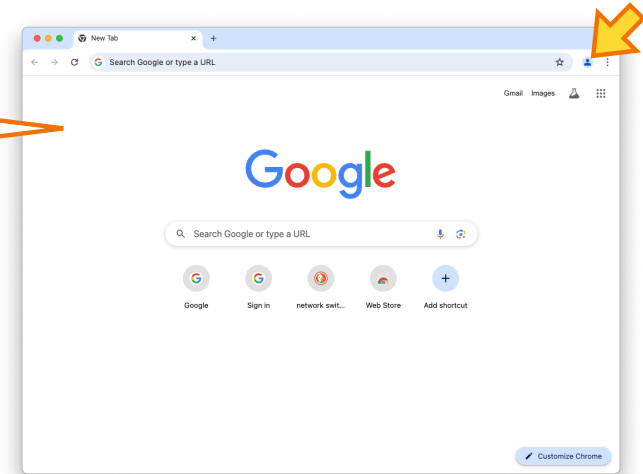 New Tab
Search Google or type a URL
Gmail Images
Google
Search Google or type a URL
Google Sign in network swit... Web Store Add shortcut
Customize Chrome